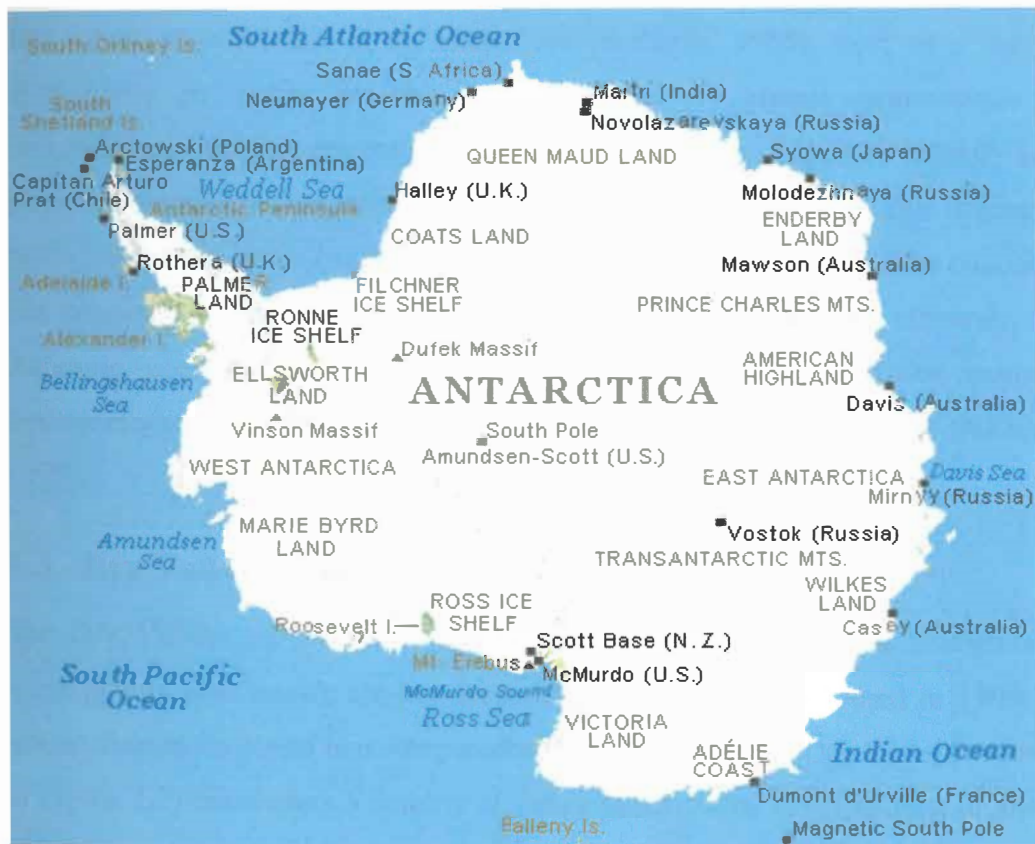 South Orkney Is.
South Atlantic Ocean
Sanae (S. Africa)
Neumayer (Germany)
Maitri (India)
Novolazarevskaya (Russia)
South
Shetland Is.
Arctowski (Poland)
Esperanza (Argentina)
Capitan Arturo
Prat (Chile)
Weddell Sea
Antarctic Peninsula
Palmer (U.S.)
Rothera (U.K.)
Halley (U.K.)
QUEEN MAUD LAND
Syowa (Japan)
Molodezhnaya (Russia)
ENDERBY
LAND
COATS LAND
Mawson (Australia)
Adelaide I.
PALMER
LAND
FILCHNER
ICE SHELF
PRINCE CHARLES MTS.
RONNE
ICE SHELF
Alexander I.
Dufek Massif
AMERICAN
HIGHLAND
Bellingshausen
Sea
ELLSWORTH
LAND
ANTARCTICA
Davis (Australia)
Vinson Massif
South Pole
Amundsen-Scott (U.S.)
WEST ANTARCTICA
EAST ANTARCTICA
Davis Sea
Mirnyy (Russia)
MARIE BYRD
LAND
Vostok (Russia)
Amundsen
Sea
TRANSANTARCTIC MTS.
WILKES
LAND
ROSS ICE
SHELF
Roosevelt I.
Casey (Australia)
Scott Base (N.Z.)
Mt. Erebus
McMurdo (U.S.)
South Pacific
Ocean
McMurdo Sound
Ross Sea
VICTORIA
LAND
ADÉLIE
COAST
Indian Ocean
Dumont d'Urville (France)
Balleny Is.
Magnetic South Pole